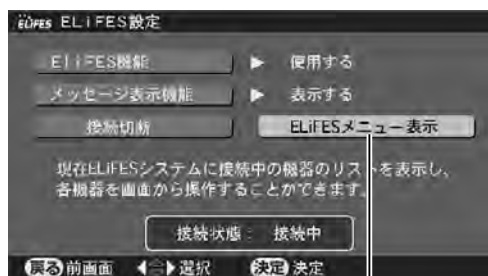 ELiFES ELiFES設定
ELiFES機能 ▶ 使用する
メッセージ表示機能 ▶ 表示する
接続切断 ELiFESメニュー表示
現在ELiFESシステムに接続中の機器のリストを表示し、
各機器を画面から操作することができます。
接続状態： 接続中
戻る 前画面 選択 決定 決定